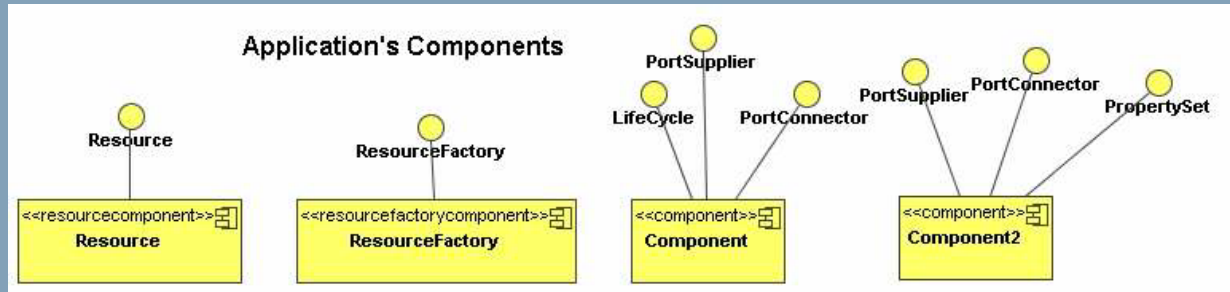 Application's Components
Resource
ResourceFactory
LifeCycle
PortSupplier
PortConnector
PortSupplier
PortConnector
PropertySet
<<resourcecomponent>>
Resource
<<resourcefactorycomponent>>
ResourceFactory
<<component>>
Component
<<component>>
Component2